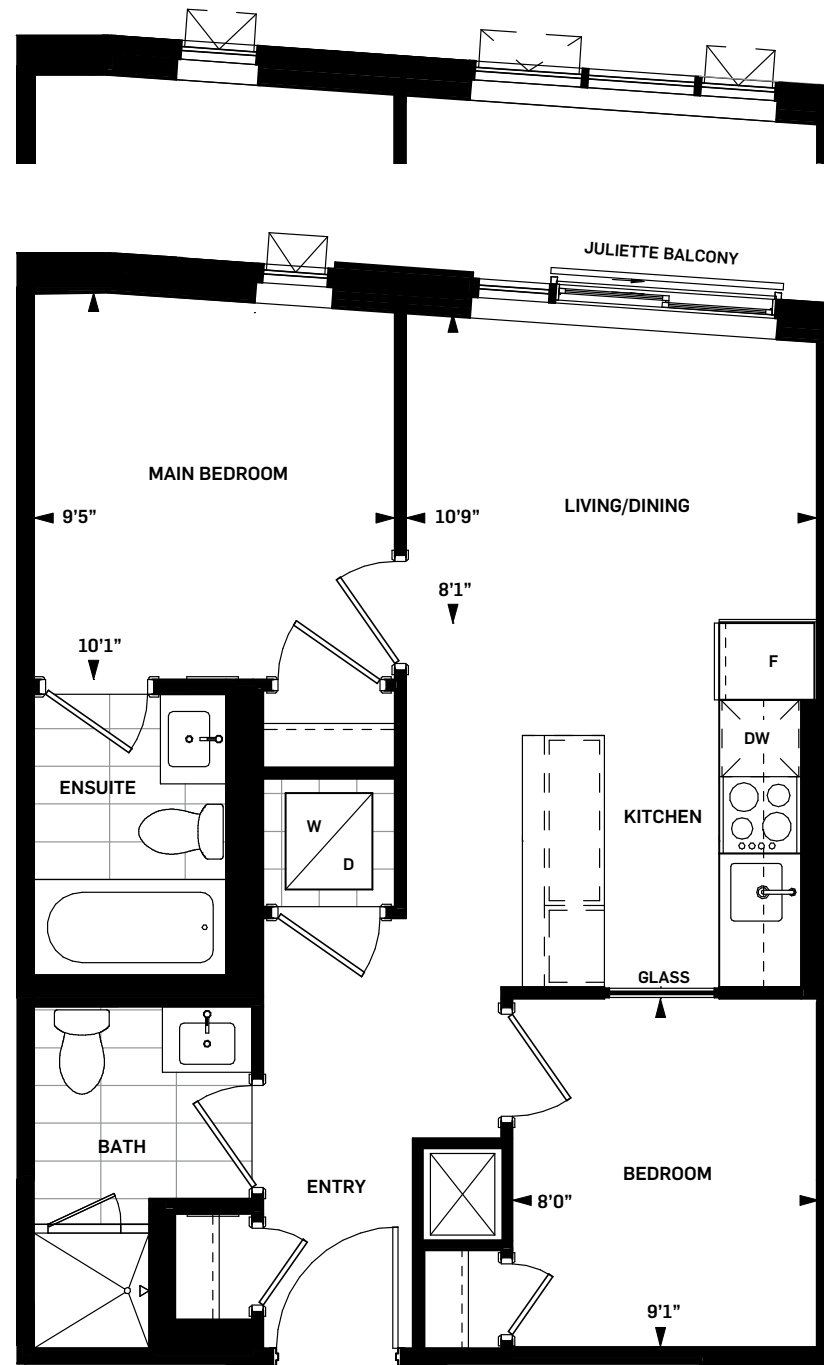 JULIETTE BALCONY
MAIN BEDROOM
LIVING/DINING
9'5"
10'9"
8'1"
10'1"
F
DW
ENSUITE
KITCHEN
W
D
GLASS
BATH
BEDROOM
ENTRY
8'0"
9'1"